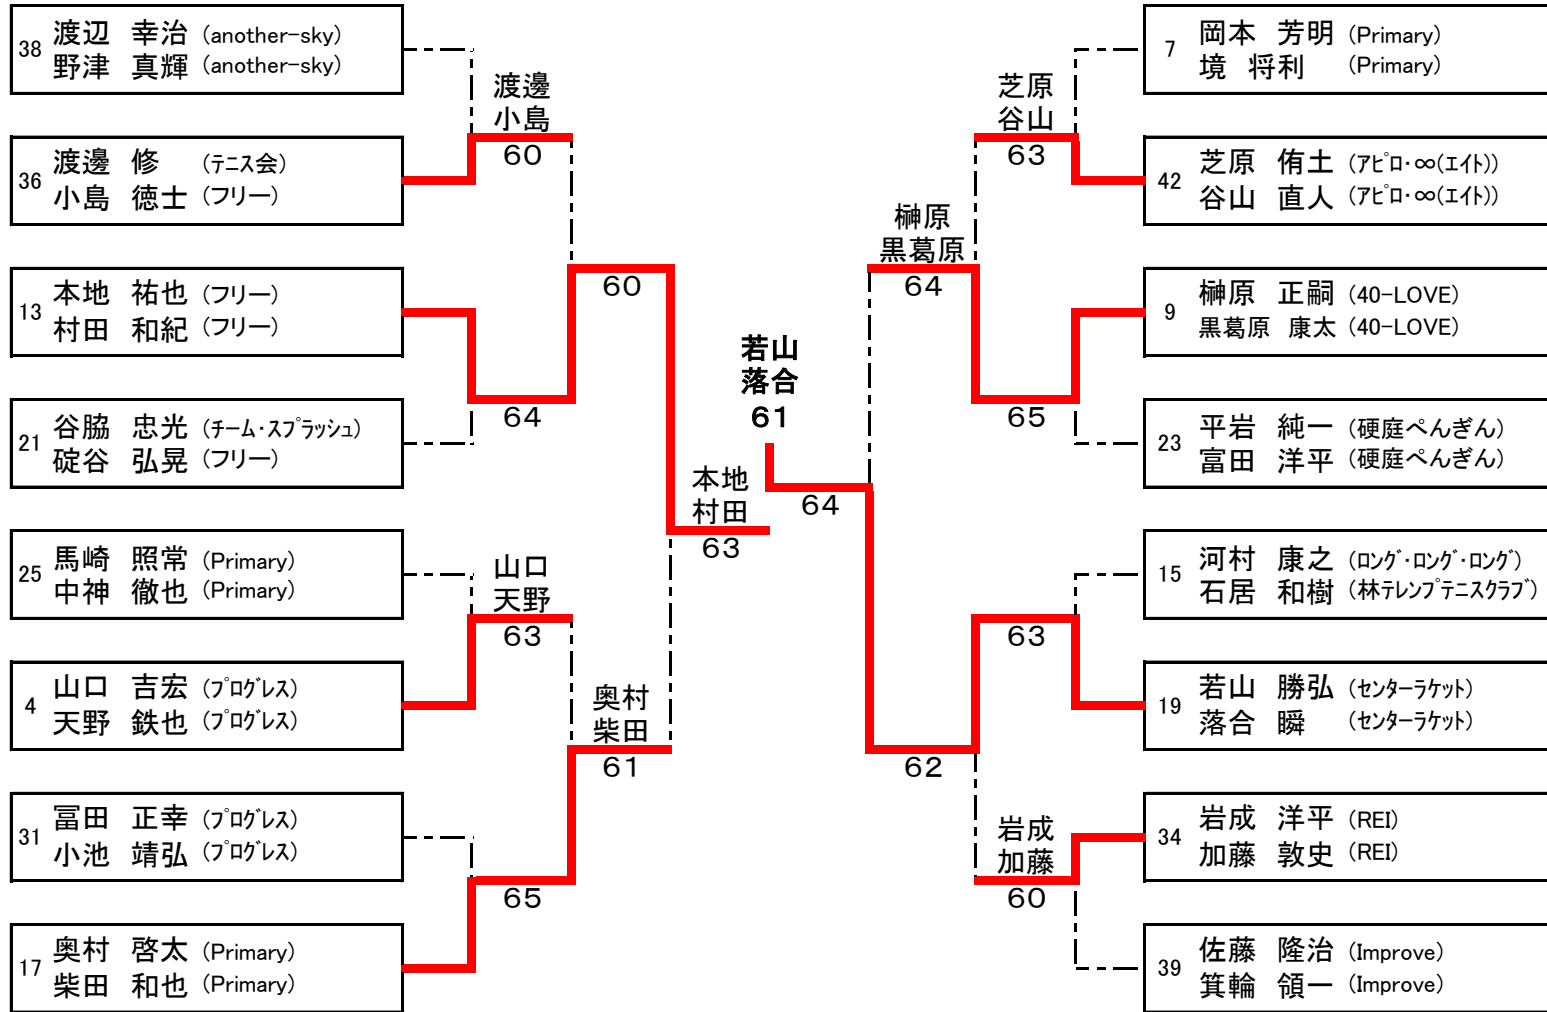 38 渡辺 幸治 (another-sky)
野津 真輝 (another-sky)
36 渡邊 修 (テニス会)
小島 徳士 (フリー)
13 本地 祐也 (フリー)
村田 和紀 (フリー)
21 谷脇 忠光 (チーム・スプラッシュ)
碇谷 弘晃 (フリー)
25 馬崎 照常 (Primary)
中神 徹也 (Primary)
4 山口 吉宏 (プログレス)
天野 鉄也 (プログレス)
31 冨田 正幸 (プログレス)
小池 靖弘 (プログレス)
17 奥村 啓太 (Primary)
柴田 和也 (Primary)
渡邊
小島
60
64
山口
天野
63
65
60
奥村
柴田
61
本地
村田
63
若山
落合
61
64
榊原
黒葛原
64
62
芝原
谷山
63
65
63
岩成
加藤
60
7 岡本 芳明 (Primary)
境 将利 (Primary)
42 芝原 侑土 (アピロ・∞(エイト))
谷山 直人 (アピロ・∞(エイト))
9 榊原 正嗣 (40-LOVE)
黒葛原 康太 (40-LOVE)
23 平岩 純一 (硬庭ぺんぎん)
富田 洋平 (硬庭ぺんぎん)
15 河村 康之 (ロング・ロング・ロング)
石居 和樹 (林テレンプテニスクラブ)
19 若山 勝弘 (センターラケット)
落合 瞬 (センターラケット)
34 岩成 洋平 (REI)
加藤 敦史 (REI)
39 佐藤 隆治 (Improve)
箕輪 領一 (Improve)